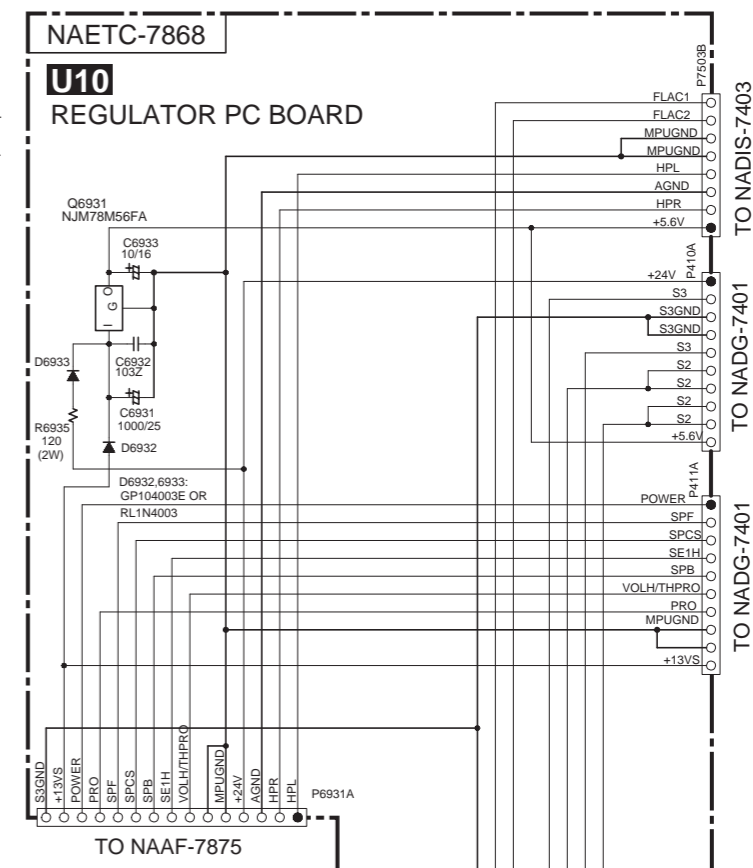 NAETC-7868
U10
REGULATOR PC BOARD
P7503B
FLAC1
FLAC2
MPUGND
MPUGND
HPL
AGND
HPR
+5.6V
TO NADIS-7403
Q6931
NJM78M56FA
C6933
10/16
+
O
G
I
C6932
103Z
+
C6931
1000/25
D6933
R6935
120
(2W)
D6932
D6932,6933:
GP104003E OR
RL1N4003
P410A
+24V
S3
S3GND
S3GND
S3
S2
S2
S2
S2
+5.6V
TO NADG-7401
P411A
POWER
SPF
SPCS
SE1H
SPB
VOLH/THPRO
PRO
MPUGND
+13VS
TO NADG-7401
S3GND
+13VS
POWER
PRO
SPF
SPCS
SPB
SE1H
VOLH/THPRO
MPUGND
+24V
AGND
HPR
HPL
P6931A
TO NAAF-7875